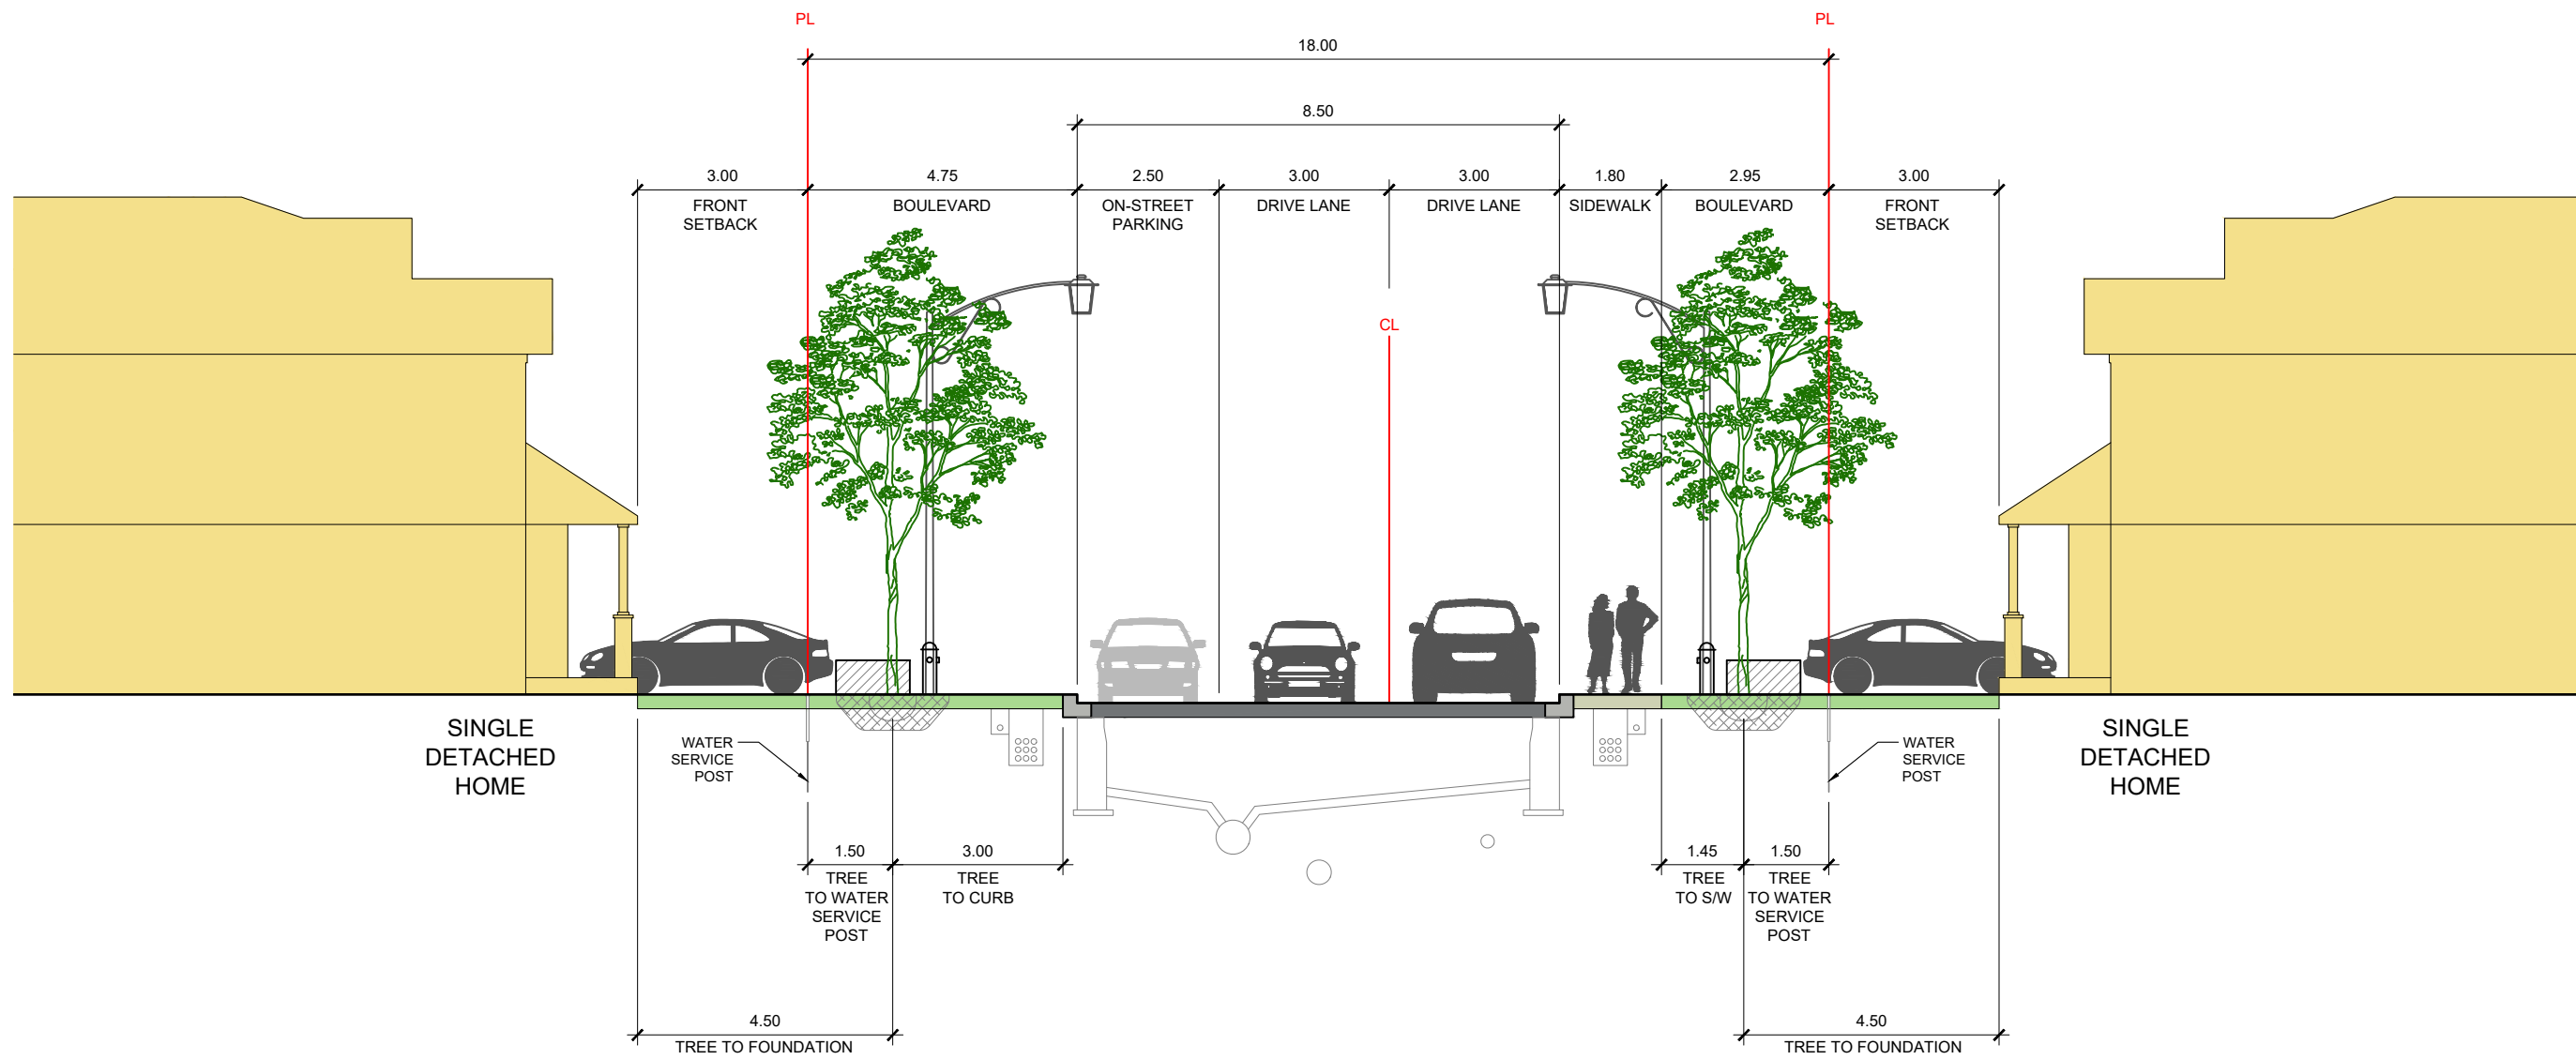 PL
PL
18.00
8.50
3.00
4.75
2.50
3.00
3.00
1.80
2.95
3.00
FRONT
SETBACK
BOULEVARD
ON-STREET
PARKING
DRIVE LANE
DRIVE LANE
SIDEWALK
BOULEVARD
FRONT
SETBACK
CL
SINGLE
DETACHED
HOME
WATER
SERVICE
POST
WATER
SERVICE
POST
SINGLE
DETACHED
HOME
1.50
TREE
TO WATER
SERVICE
POST
3.00
TREE
TO CURB
1.45
TREE
TO S/W
1.50
TREE
TO WATER
SERVICE
POST
4.50
TREE TO FOUNDATION
4.50
TREE TO FOUNDATION